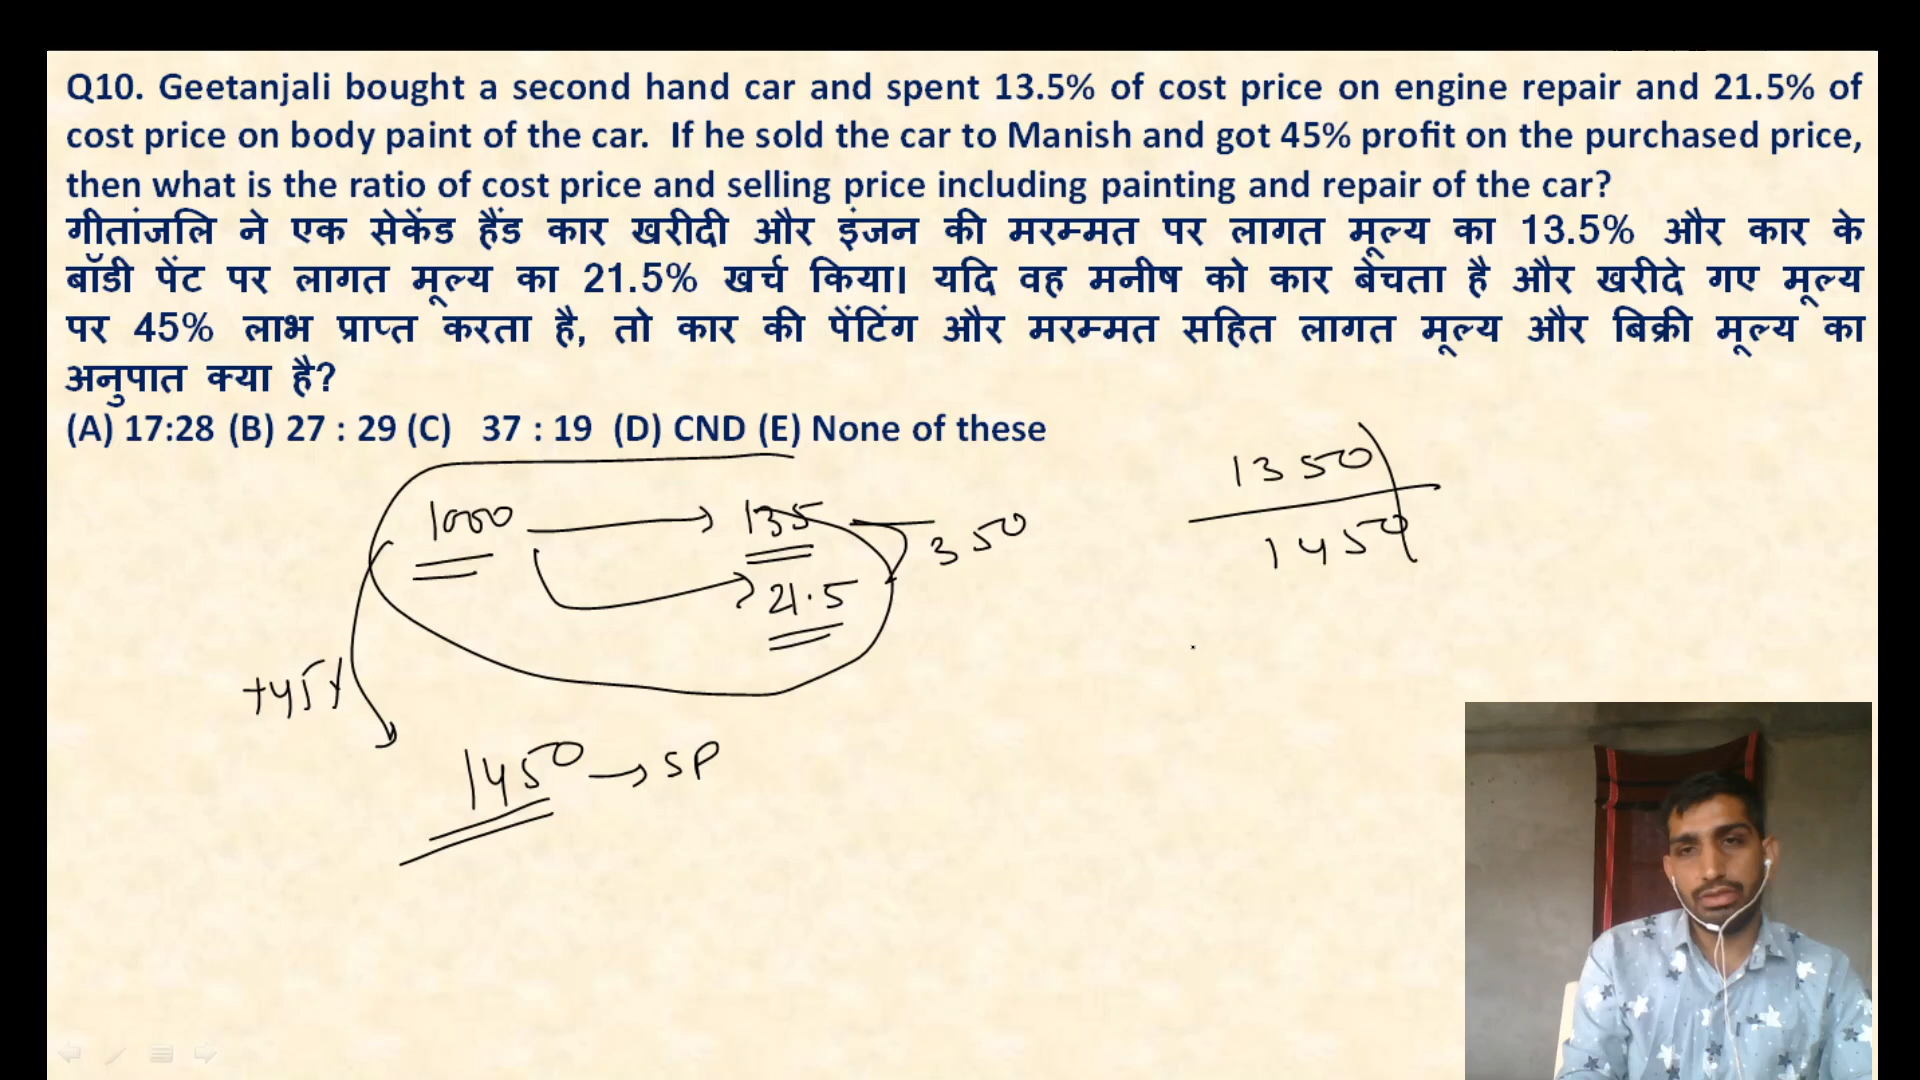 Q10. Geetanjali bought a second hand car and spent 13.5% of cost price on engine repair and 21.5% of
cost price on body paint of the car. If he sold the car to Manish and got 45% profit on the purchased price,
then what is the ratio of cost price and selling price including painting and repair of the car?
गीतांजलि ने एक सेकेंड हैंड कार खरीदी और इंजन की मरम्मत पर लागत मूल्य का 13.5% और कार के
बॉडी पेंट पर लागत मूल्य का 21.5% खर्च किया। यदि वह मनीष को कार बेचता है और खरीदे गए मूल्य
पर 45% लाभ प्राप्त करता है, तो कार की पेंटिंग और मरम्मत सहित लागत मूल्य और बिक्री मूल्य का
अनुपात क्या है?
(A) 17:28 (B) 27 : 29 (C) 37 : 19 (D) CND (E) None of these
1350
1450
1000 → 135
350
21.5
+45%
1450 → SP